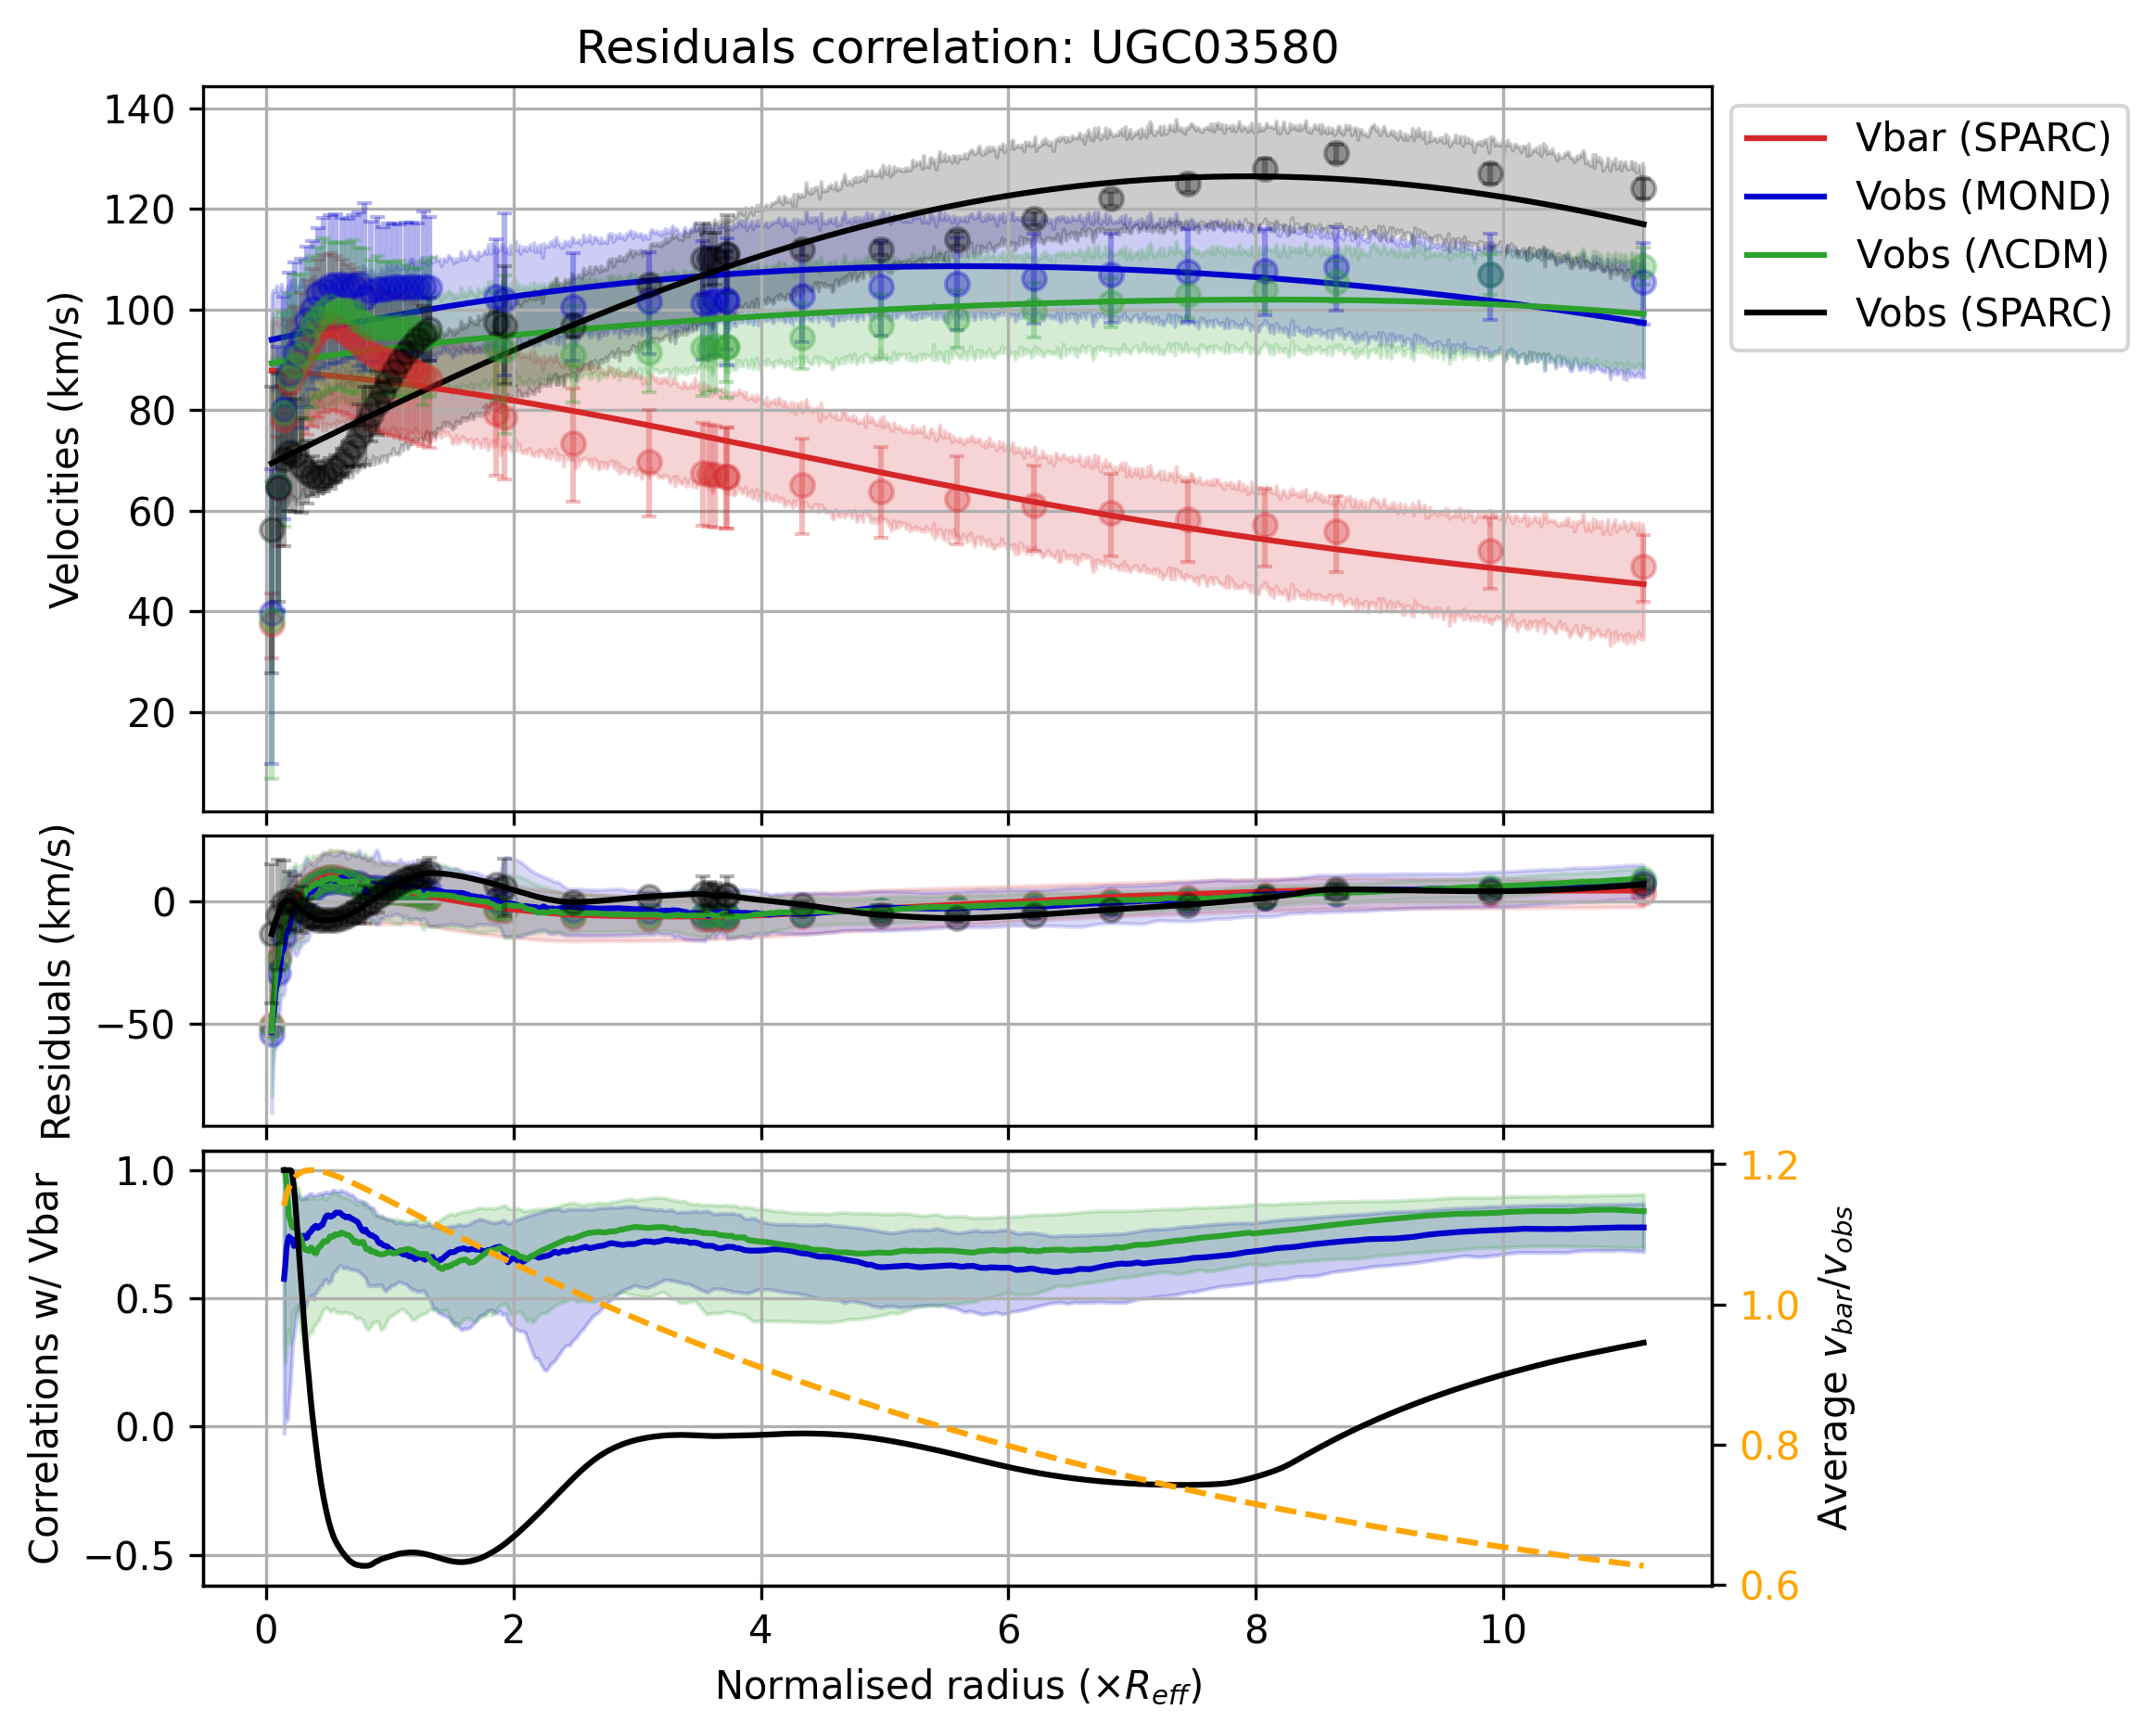 Residuals correlation: UGC03580
140
120
100
80
60
40
20
Velocities (km/s)
Vbar (SPARC)
Vobs (MOND)
Vobs (ΛCDM)
Vobs (SPARC)
0
−50
Residuals (km/s)
1.0
0.5
0.0
−0.5
Correlations w/ Vbar
1.2
1.0
0.8
0.6
Average v_bar/v_obs
0 2 4 6 8 10
Normalised radius (×R_eff)